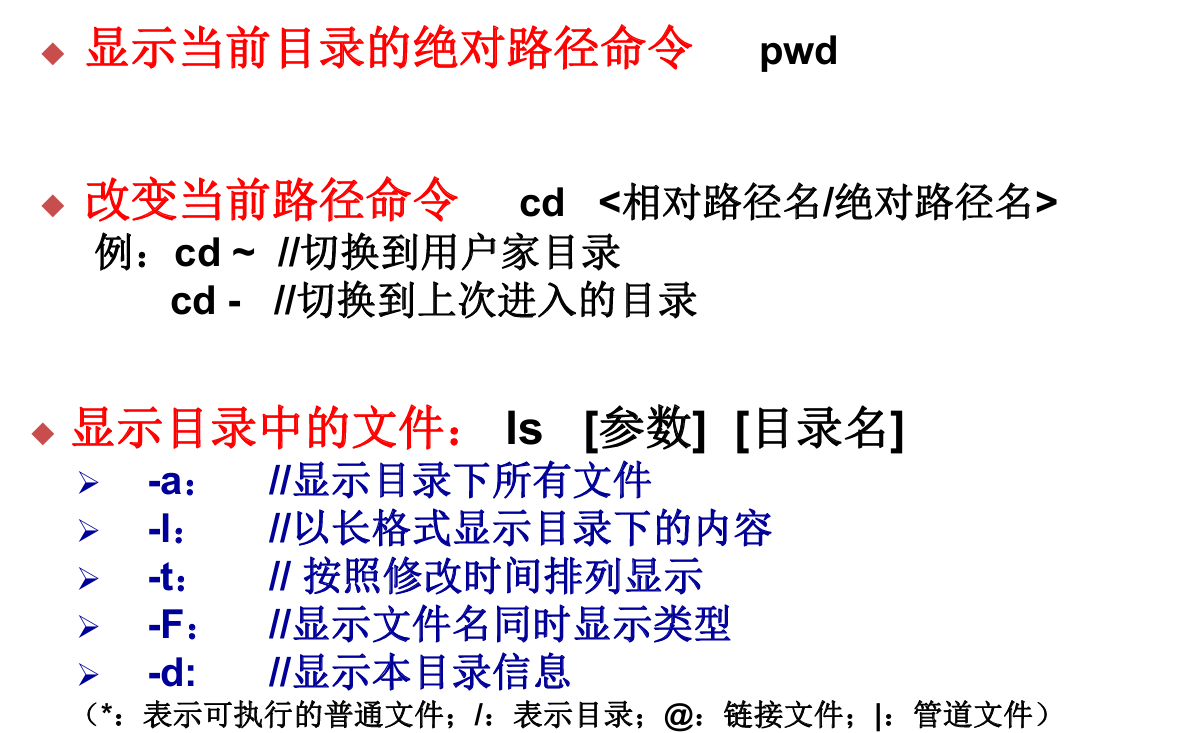 ◆ 显示当前目录的绝对路径命令 pwd
◆ 改变当前路径命令 cd <相对路径名/绝对路径名>
例：cd ~ //切换到用户家目录
cd - //切换到上次进入的目录
◆ 显示目录中的文件： ls [参数] [目录名]
➢ -a： //显示目录下所有文件
➢ -l： //以长格式显示目录下的内容
➢ -t： // 按照修改时间排列显示
➢ -F： //显示文件名同时显示类型
➢ -d: //显示本目录信息
（*：表示可执行的普通文件；/：表示目录；@：链接文件；|：管道文件）